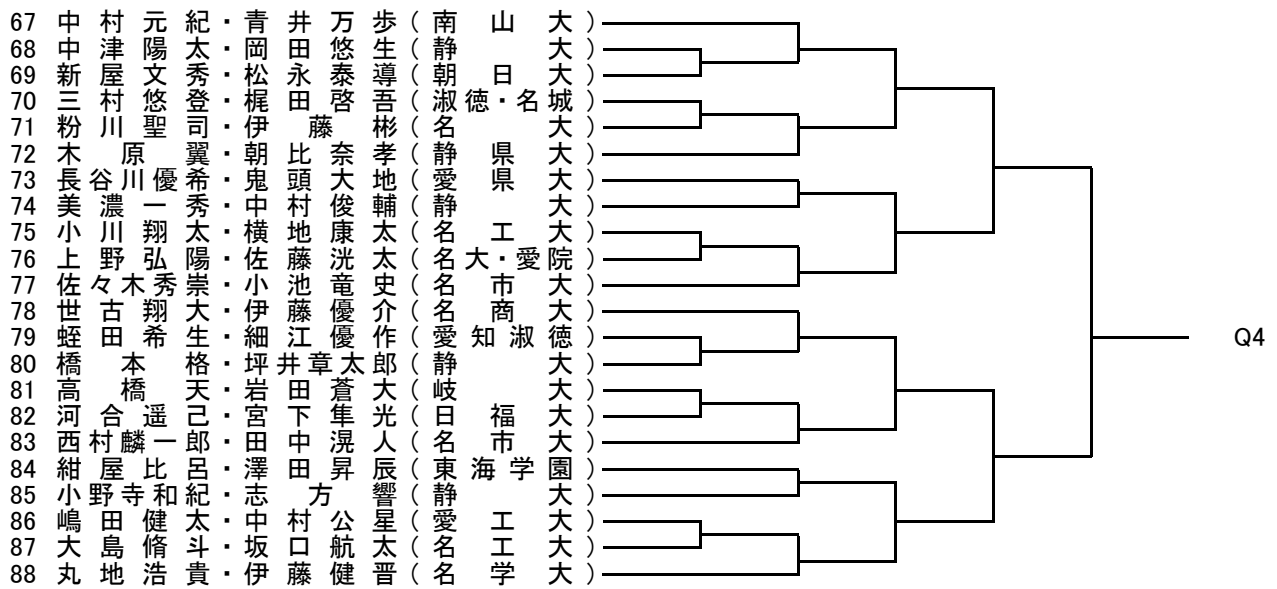 67 中村元紀・青井万歩(南山大)
68 中津陽太・岡田悠生(静大)
69 新屋文秀・松永泰導(朝日大)
70 三村悠登・梶田啓吾(淑徳・名城)
71 粉川聖司・伊藤彬(名大)
72 木原翼・朝比奈孝(静県大)
73 長谷川優希・鬼頭大地(愛県大)
74 美濃一秀・中村俊輔(静大)
75 小川翔太・横地康太(名工大)
76 上野弘陽・佐藤洸太(名大・愛院)
77 佐々木秀崇・小池竜史(名市大)
78 世古翔大・伊藤優介(名商大)
79 蛭田希生・細江優作(愛知淑徳)
Q4
80 橋本格・坪井章太郎(静大)
81 高橋天・岩田蒼大(岐大)
82 河合遥己・宮下隼光(日福大)
83 西村麟一郎・田中滉人(名市大)
84 紺屋比呂・澤田昇辰(東海学園)
85 小野寺和紀・志方響(静大)
86 嶋田健太・中村公星(愛工大)
87 大島脩斗・坂口航太(名工大)
88 丸地浩貴・伊藤健晋(名学大)